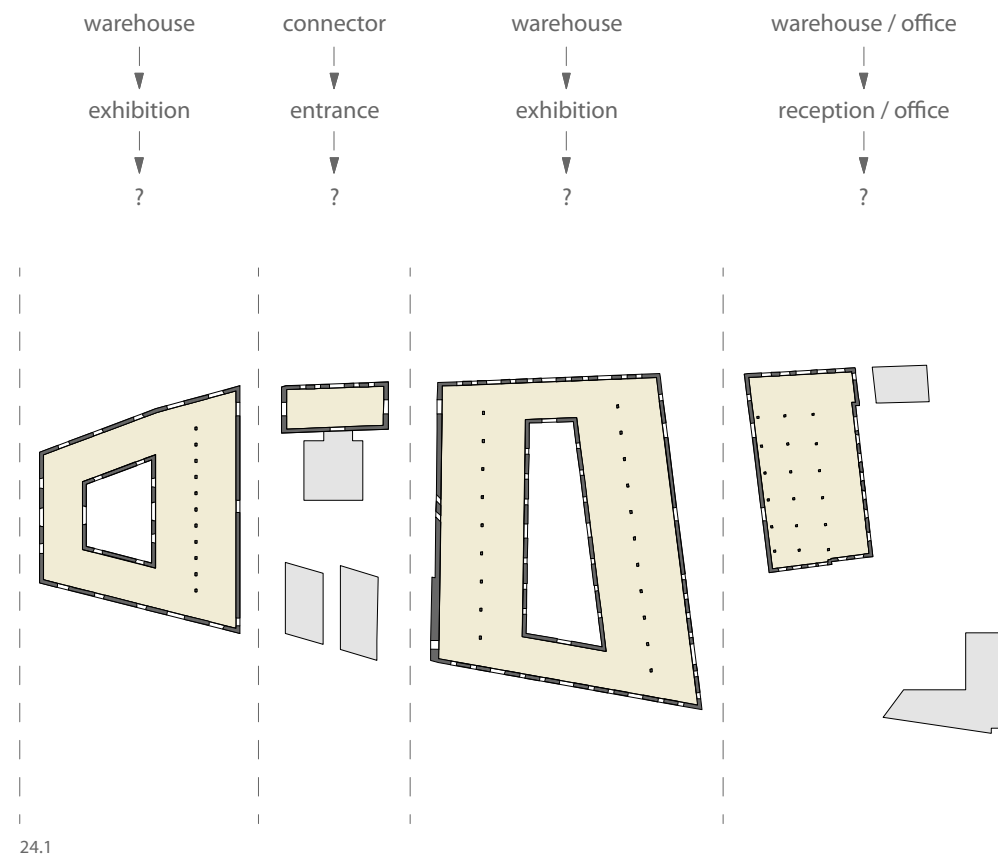 warehouse connector warehouse warehouse / office
exhibition entrance exhibition reception / office
? ? ? ?
24.1